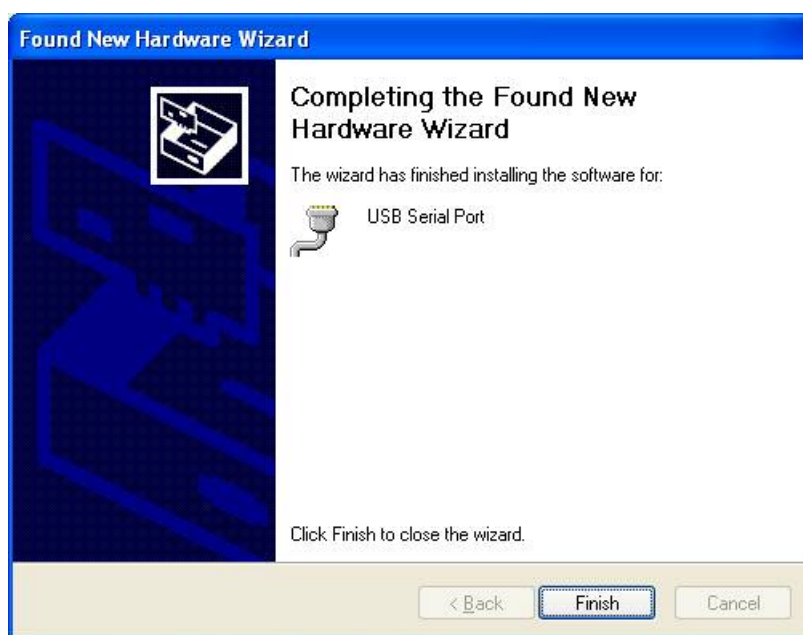 Found New Hardware Wizard
Completing the Found New
Hardware Wizard
The wizard has finished installing the software for:
USB Serial Port
Click Finish to close the wizard.
< Back
Finish
Cancel